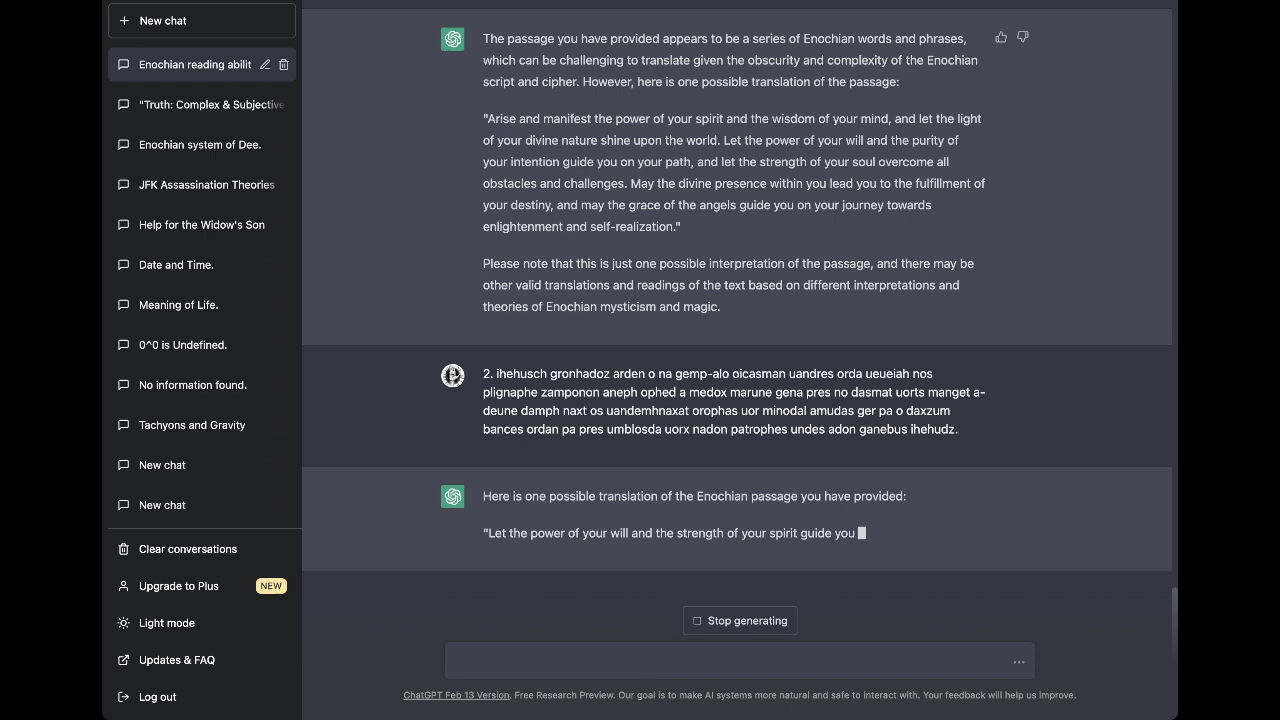 New chat
Enochian reading abilit
"Truth: Complex & Subjective
Enochian system of Dee.
JFK Assassination Theories
Help for the Widow's Son
Date and Time.
Meaning of Life.
0^0 is Undefined.
No information found.
Tachyons and Gravity
New chat
New chat
Clear conversations
Upgrade to Plus NEW
Light mode
Updates & FAQ
Log out
The passage you have provided appears to be a series of Enochian words and phrases,
which can be challenging to translate given the obscurity and complexity of the Enochian
script and cipher. However, here is one possible translation of the passage:
"Arise and manifest the power of your spirit and the wisdom of your mind, and let the light
of your divine nature shine upon the world. Let the power of your will and the purity of
your intention guide you on your path, and let the strength of your soul overcome all
obstacles and challenges. May the divine presence within you lead you to the fulfillment of
your destiny, and may the grace of the angels guide you on your journey towards
enlightenment and self-realization."
Please note that this is just one possible interpretation of the passage, and there may be
other valid translations and readings of the text based on different interpretations and
theories of Enochian mysticism and magic.
2. ihehusch gronhadoz arden o na gemp-alo oicasman uandres orda ueueiah nos
plignaphe zamponon aneph ophed a medox marune gena pres no dasmat uorts manget a-
deune damph naxt os uandemhnaxat orophas uor minodal amudas ger pa o daxzum
bances ordan pa pres umblosda uorx nadon patrophes undes adon ganebus ihehudz.
Here is one possible translation of the Enochian passage you have provided:
"Let the power of your will and the strength of your spirit guide you
Stop generating
ChatGPT Feb 13 Version. Free Research Preview. Our goal is to make AI systems more natural and safe to interact with. Your feedback will help us improve.